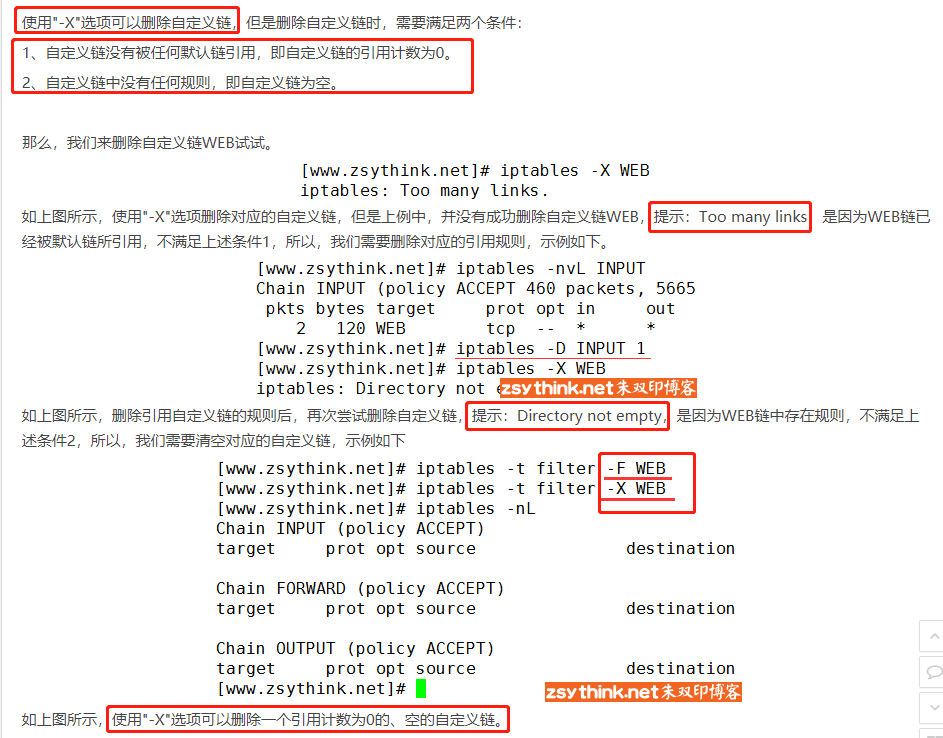 使用"-X"选项可以删除自定义链，但是删除自定义链时，需要满足两个条件：
1、自定义链没有被任何默认链引用，即自定义链的引用计数为0。
2、自定义链中没有任何规则，即自定义链为空。
那么，我们来删除自定义链WEB试试。
[www.zsythink.net]# iptables -X WEB
iptables: Too many links.
如上图所示，使用"-X"选项删除对应的自定义链，但是上例中，并没有成功删除自定义链WEB，提示：Too many links 是因为WEB链已
经被默认链所引用，不满足上述条件1，所以，我们需要删除对应的引用规则，示例如下。
[www.zsythink.net]# iptables -nvL INPUT
Chain INPUT (policy ACCEPT 460 packets, 5665
pkts bytes target prot opt in out
2 120 WEB tcp -- * *
[www.zsythink.net]# iptables -D INPUT 1
[www.zsythink.net]# iptables -X WEB
iptables: Directory not
zsythink.net朱双印博客
如上图所示，删除引用自定义链的规则后，再次尝试删除自定义链，提示：Directory not empty，是因为WEB链中存在规则，不满足上
述条件2，所以，我们需要清空对应的自定义链，示例如下
[www.zsythink.net]# iptables -t filter -F WEB
[www.zsythink.net]# iptables -t filter -X WEB
[www.zsythink.net]# iptables -nL
Chain INPUT (policy ACCEPT)
target prot opt source destination
Chain FORWARD (policy ACCEPT)
target prot opt source destination
Chain OUTPUT (policy ACCEPT)
target prot opt source destination
[www.zsythink.net]#
zsythink.net朱双印博客
如上图所示，使用"-X"选项可以删除一个引用计数为0的、空的自定义链。